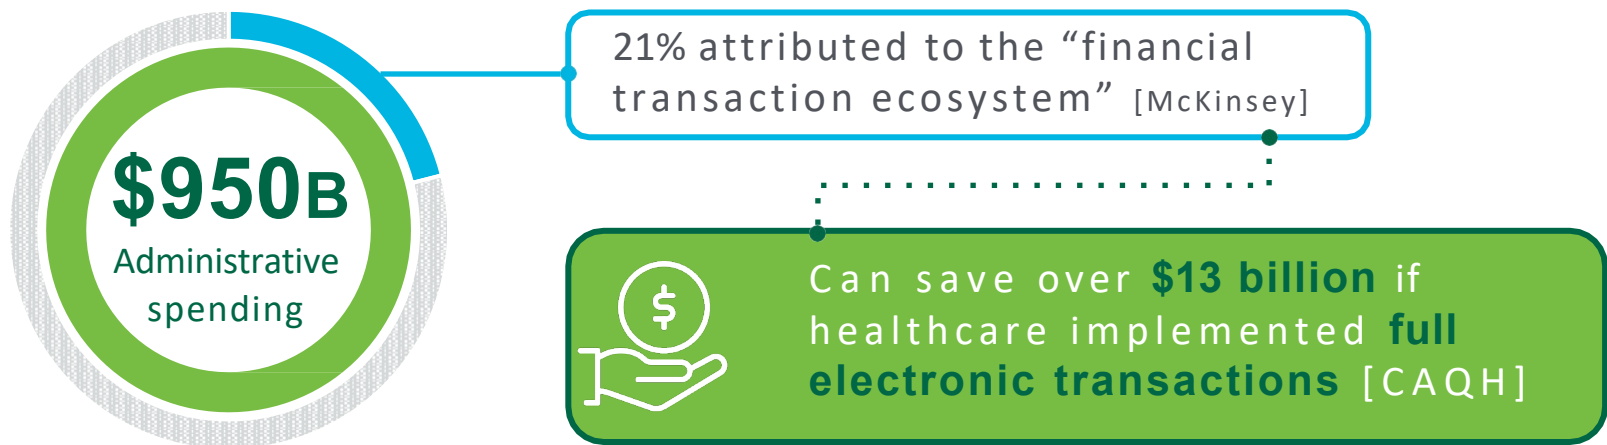 21% attributed to the “financial
transaction ecosystem” [McKinsey]
$950B
Administrative
spending
$
Can save over $13 billion if
healthcare implemented full
electronic transactions [CAQH]